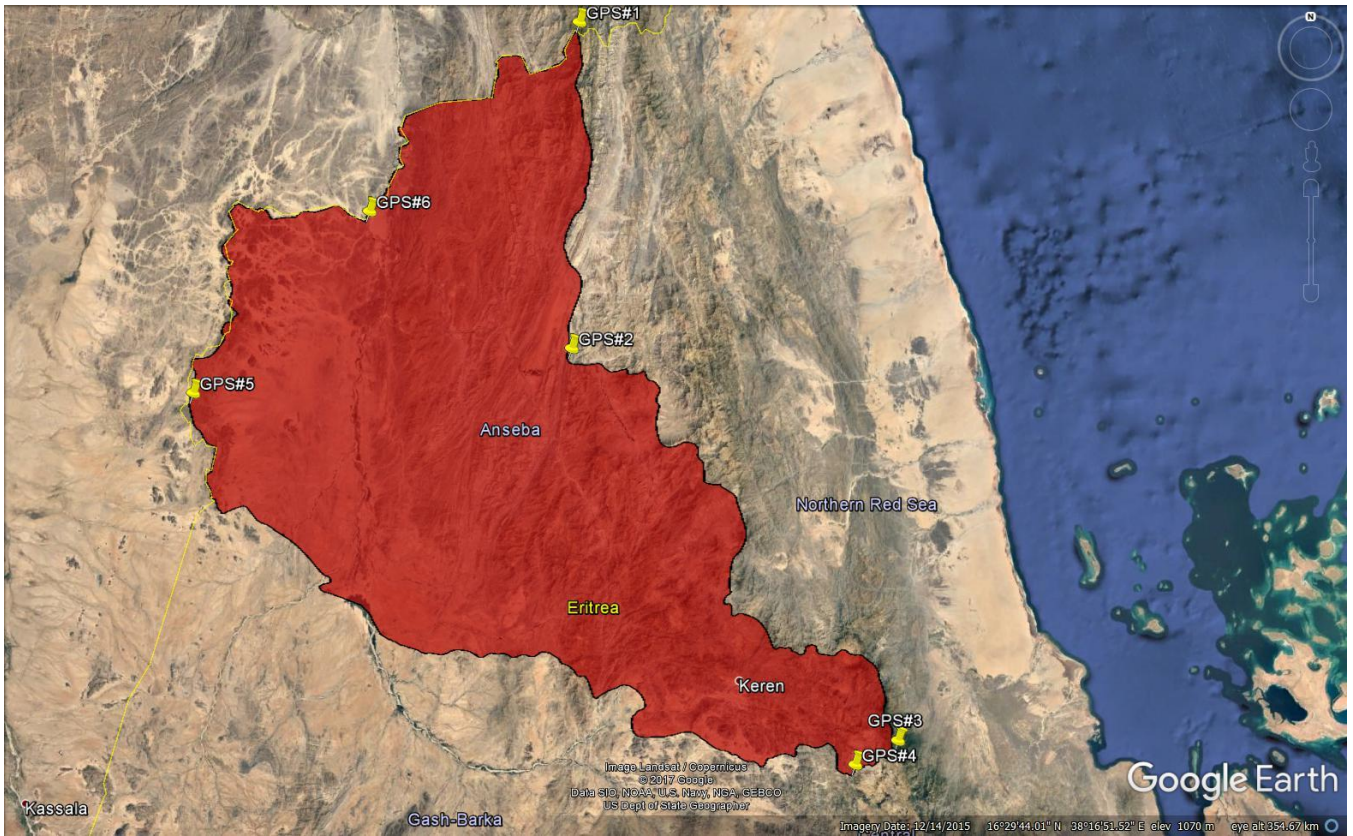 GPS#1
N
GPS#6
GPS#2
GPS#5
Anseba
Northern Red Sea
Eritrea
Keren
GPS#3
GPS#4
Image Landsat / Copernicus
© 2017 Google
Data SIO, NOAA, U.S. Navy, NGA, GEBCO
US Dept of State Geographer
Google Earth
Kassala
Gash-Barka
Central
Imagery Date: 12/14/2015 16°29'44.01" N 38°16'51.52" E elev 1070 m eye alt 354.67 km